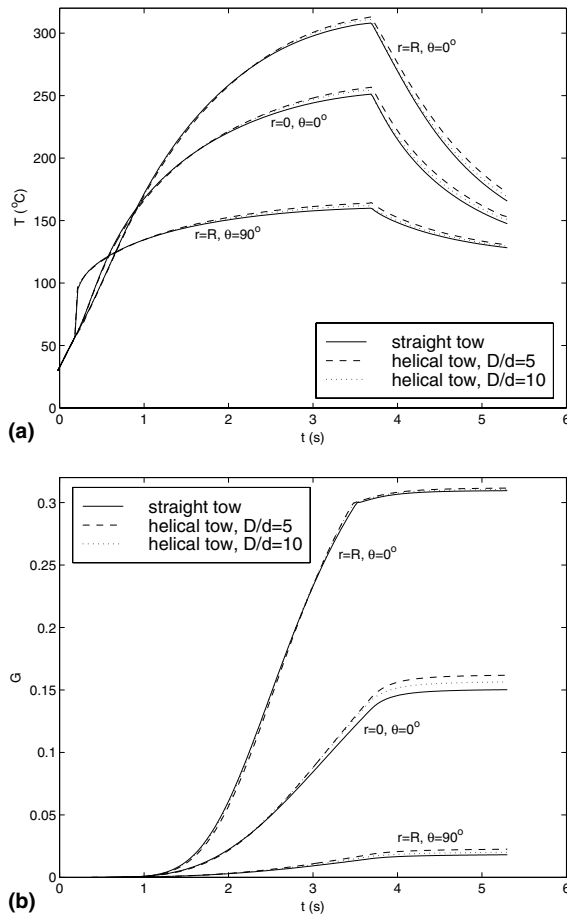 300
250
200
150
100
50
0
T (°C)
r=R, θ=0°
r=0, θ=0°
r=R, θ=90°
straight tow
helical tow, D/d=5
helical tow, D/d=10
0 1 2 3 4 5 6
t (s)
(a)
straight tow
helical tow, D/d=5
helical tow, D/d=10
0.3
0.25
0.2
0.15
0.1
0.05
0
G
r=R, θ=0°
r=0, θ=0°
r=R, θ=90°
0 1 2 3 4 5 6
t (s)
(b)